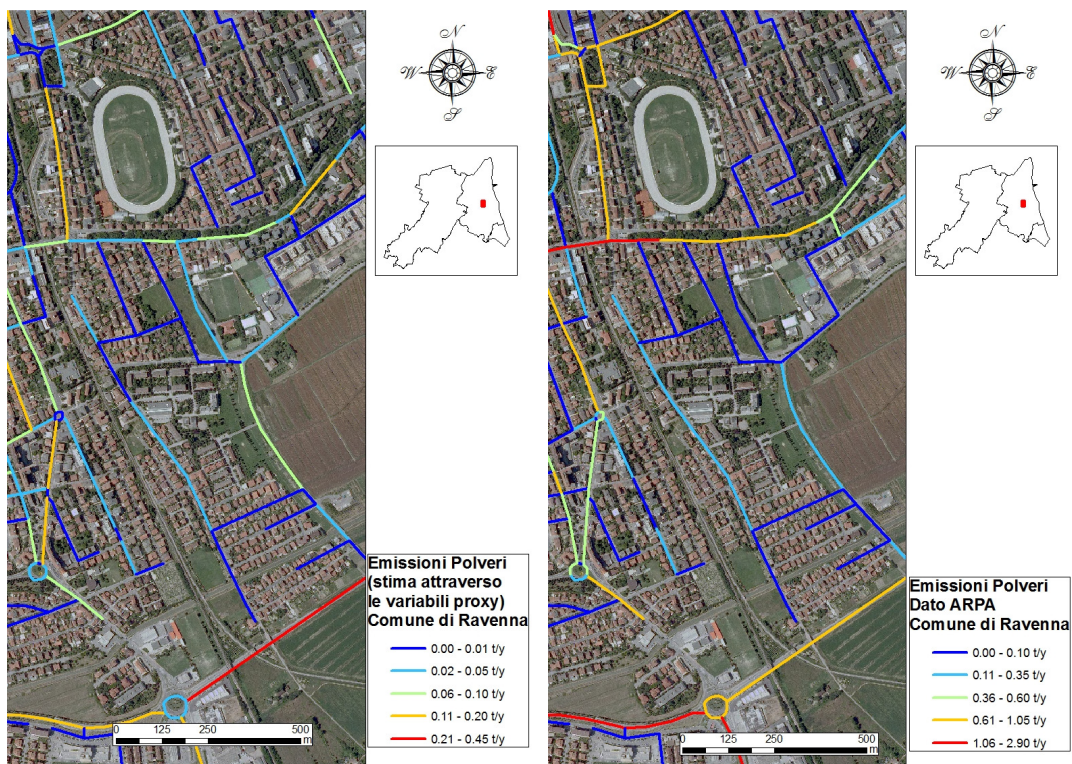 N
W
E
S
Emissioni Polveri
(stima attraverso
le variabili proxy)
Comune di Ravenna
0.00 - 0.01 t/y
0.02 - 0.05 t/y
0.06 - 0.10 t/y
0.11 - 0.20 t/y
0.21 - 0.45 t/y
0 125 250 500
m
N
W
E
S
Emissioni Polveri
Dato ARPA
Comune di Ravenna
0.00 - 0.10 t/y
0.11 - 0.35 t/y
0.36 - 0.60 t/y
0.61 - 1.05 t/y
1.06 - 2.90 t/y
0 125 250 500
m